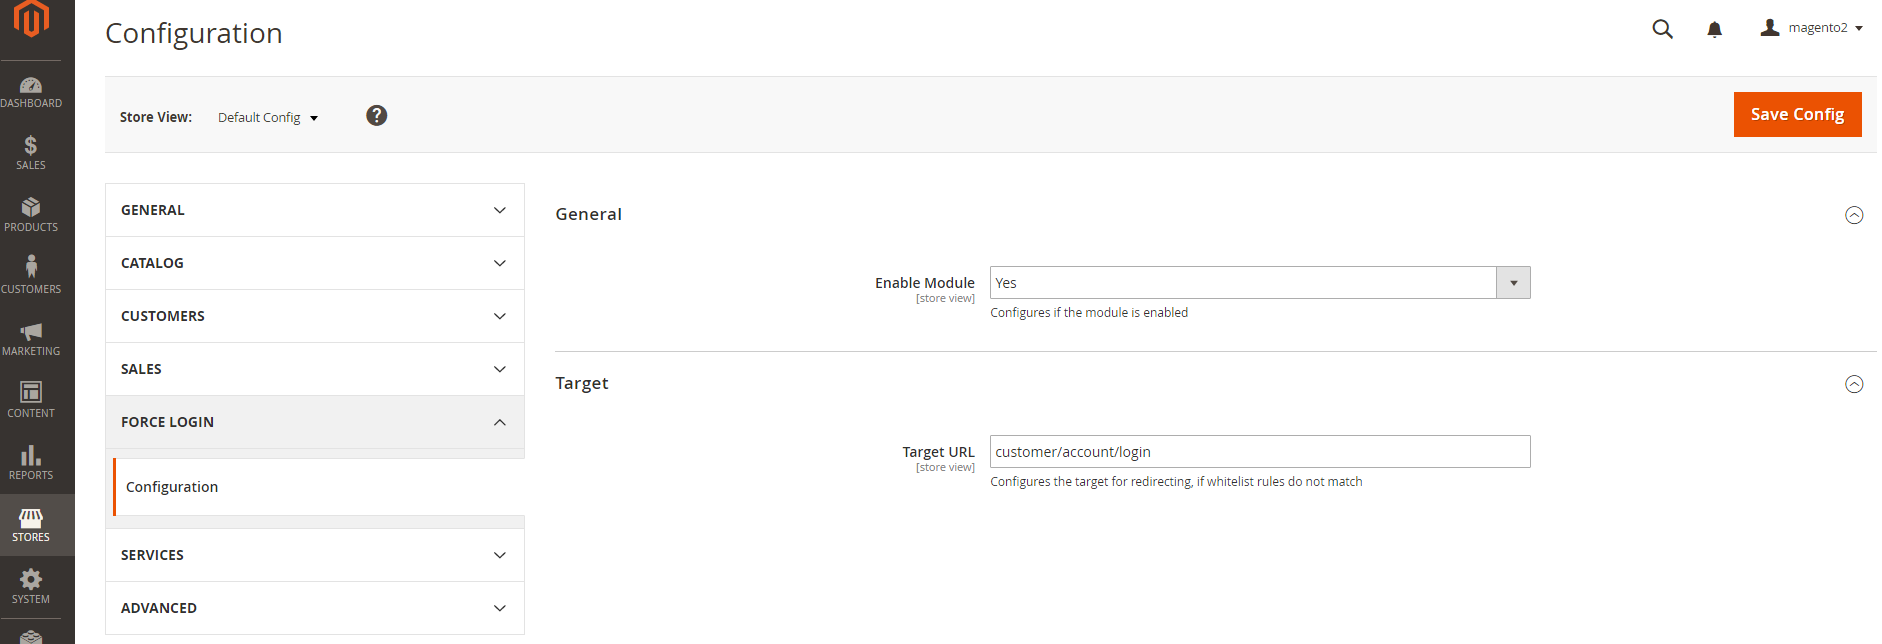 Configuration
magento2
DASHBOARD
SALES
PRODUCTS
CUSTOMERS
MARKETING
CONTENT
REPORTS
STORES
SYSTEM
Store View: Default Config ?
Save Config
GENERAL
CATALOG
CUSTOMERS
SALES
FORCE LOGIN
Configuration
SERVICES
ADVANCED
General
Enable Module Yes
[store view]
Configures if the module is enabled
Target
Target URL customer/account/login
[store view]
Configures the target for redirecting, if whitelist rules do not match